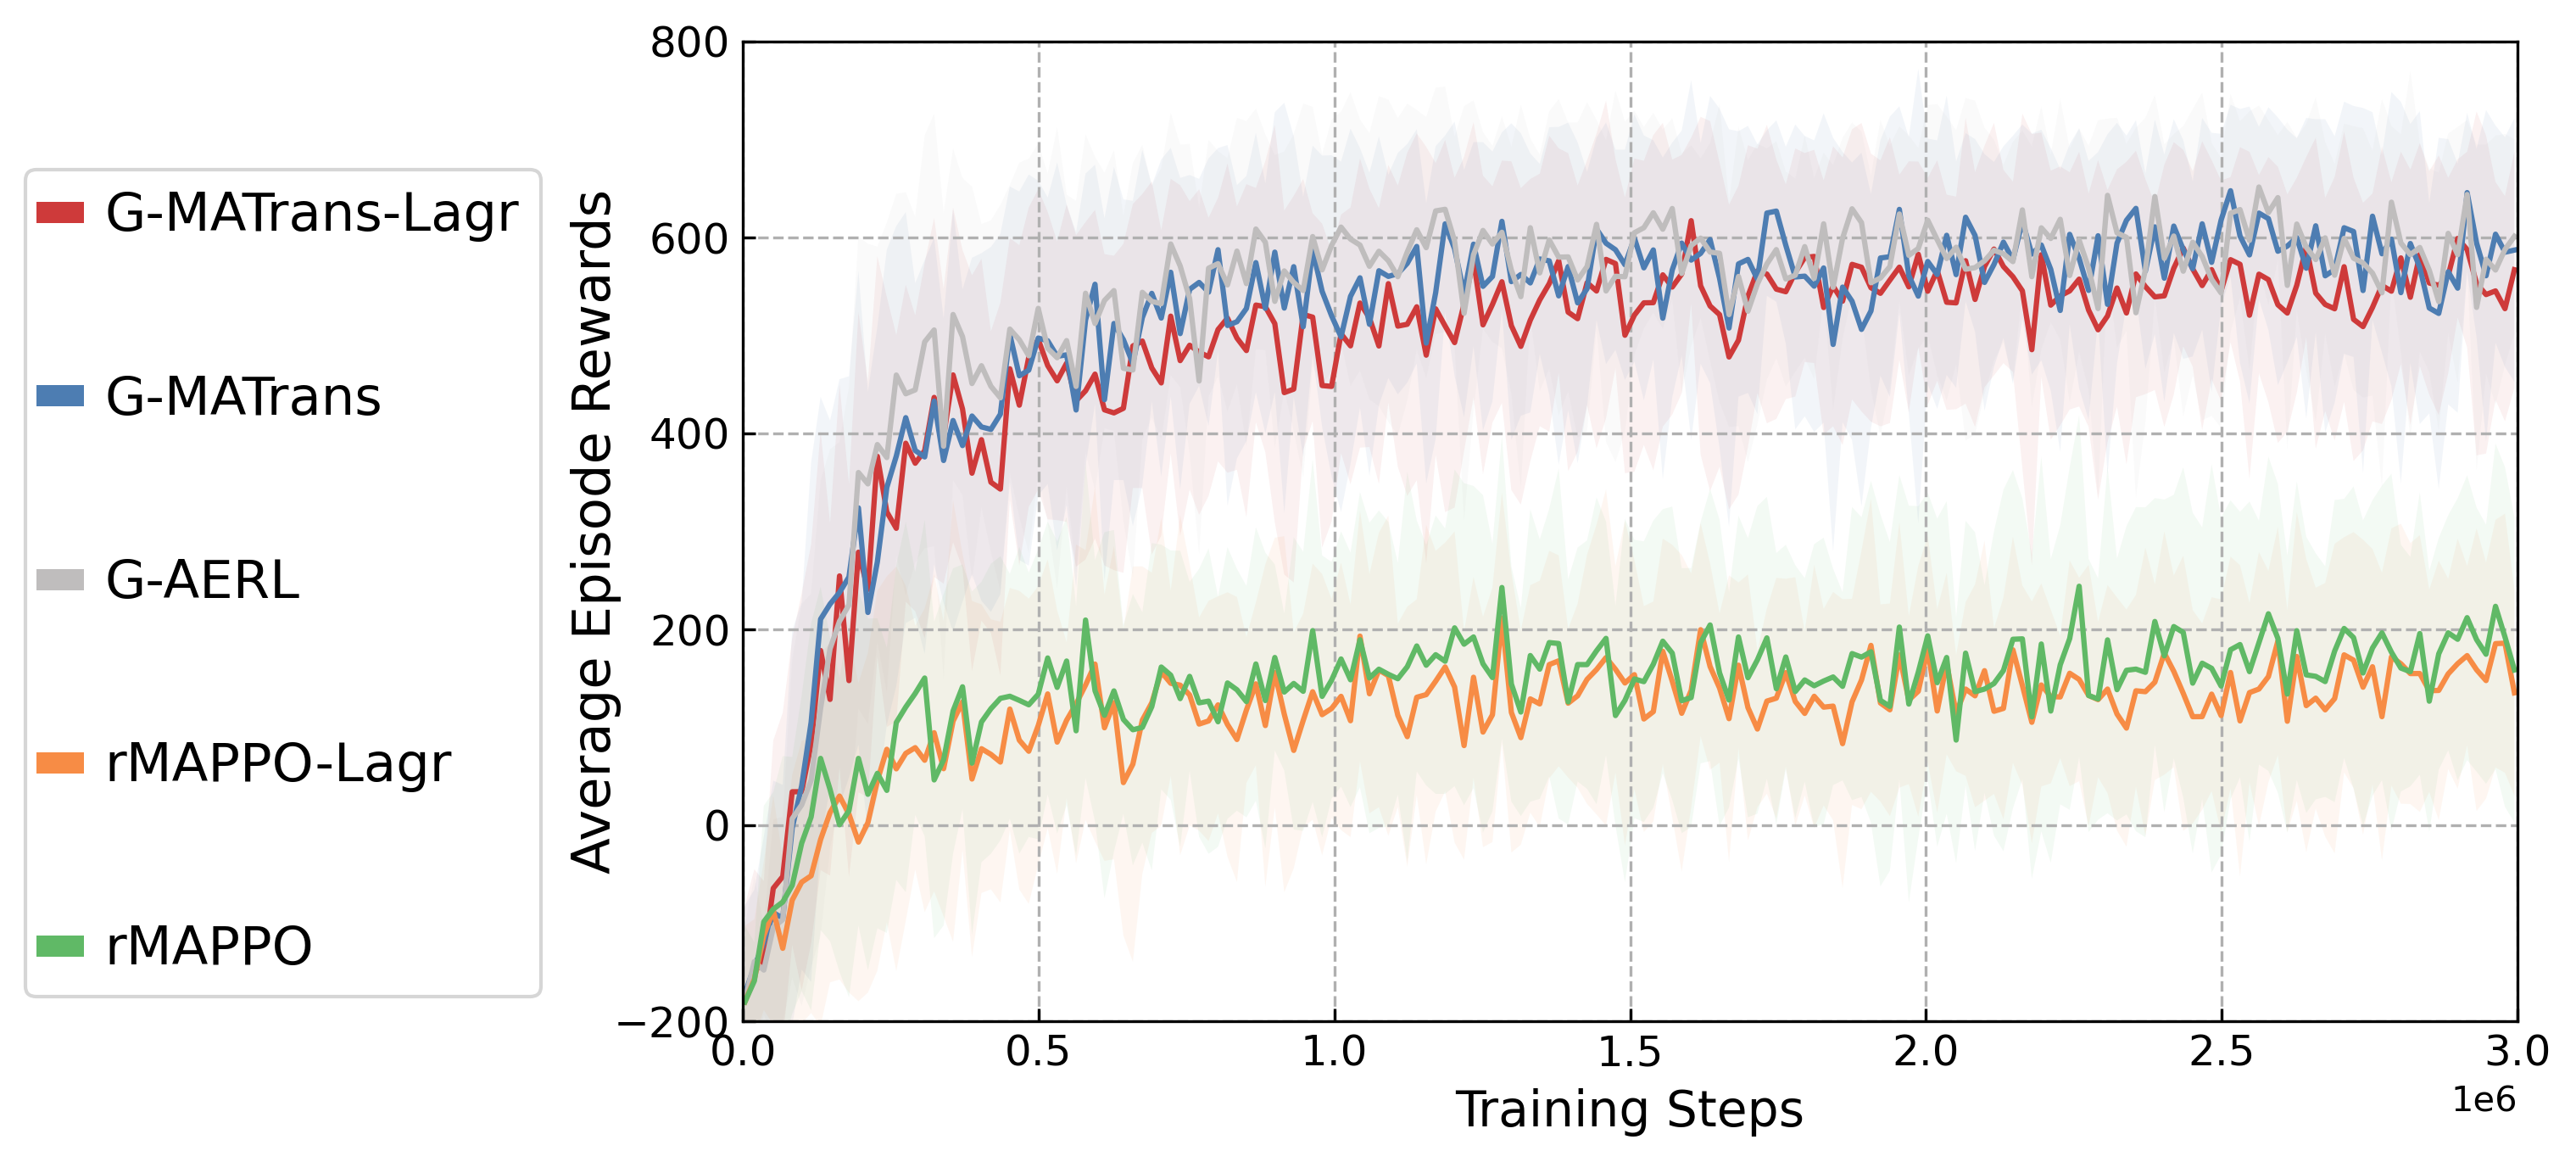 G-MATrans-Lagr
G-MATrans
G-AERL
rMAPPO-Lagr
rMAPPO
Average Episode Rewards
800
600
400
200
0
−200
0.0 0.5 1.0 1.5 2.0 2.5 3.0
1e6
Training Steps